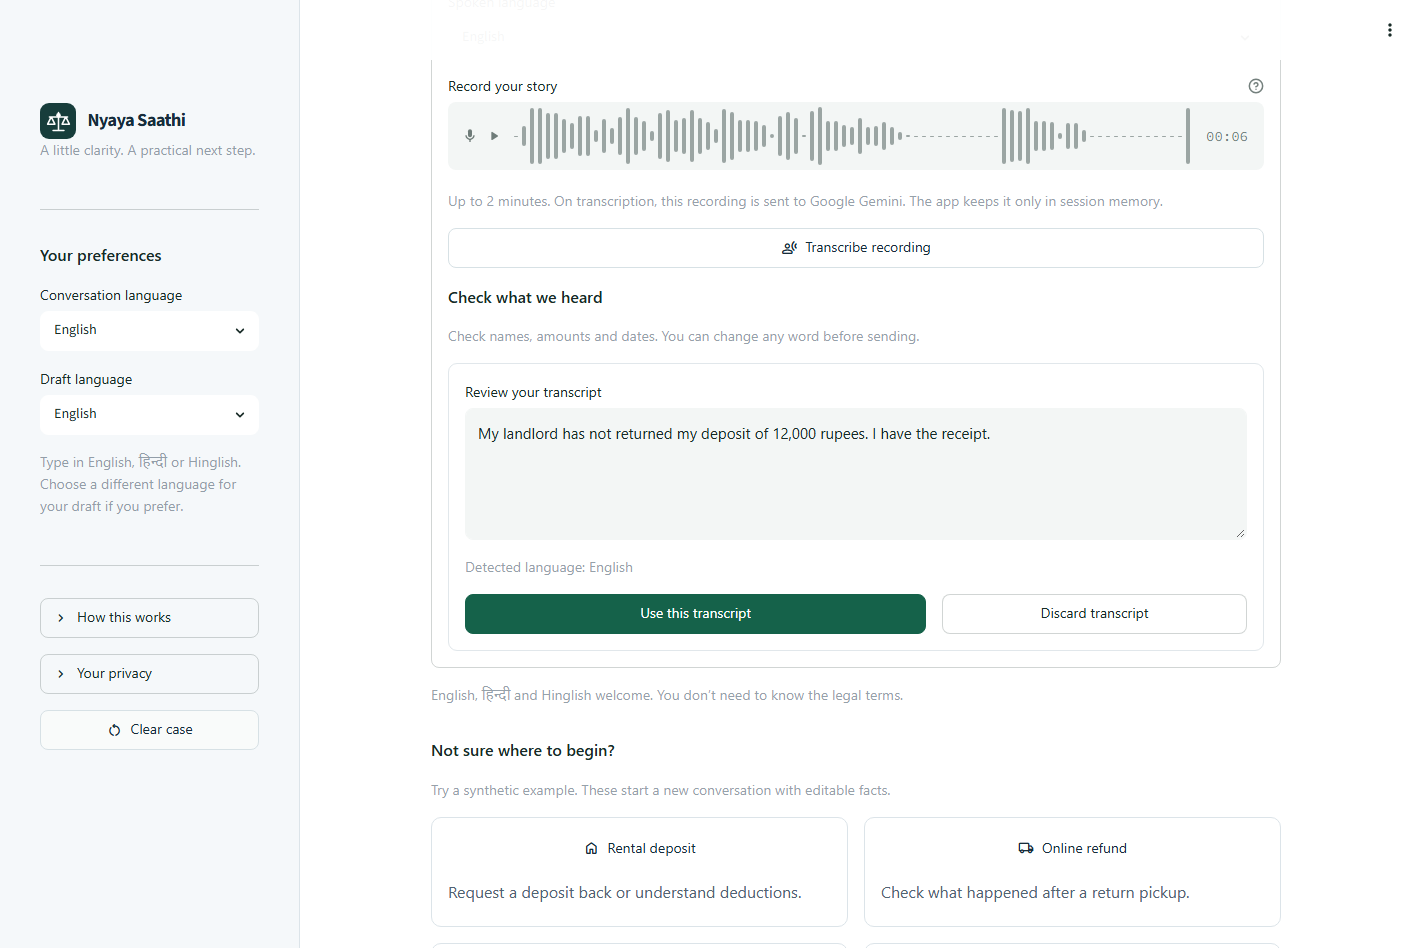 Nyaya Saathi
A little clarity. A practical next step.
Your preferences
Conversation language
English
Draft language
English
Type in English, हिन्दी or Hinglish.
Choose a different language for
your draft if you prefer.
How this works
Your privacy
Clear case
Spoken language
English
Record your story
00:06
Up to 2 minutes. On transcription, this recording is sent to Google Gemini. The app keeps it only in session memory.
Transcribe recording
Check what we heard
Check names, amounts and dates. You can change any word before sending.
Review your transcript
My landlord has not returned my deposit of 12,000 rupees. I have the receipt.
Detected language: English
Use this transcript
Discard transcript
English, हिन्दी and Hinglish welcome. You don’t need to know the legal terms.
Not sure where to begin?
Try a synthetic example. These start a new conversation with editable facts.
Rental deposit
Request a deposit back or understand deductions.
Online refund
Check what happened after a return pickup.